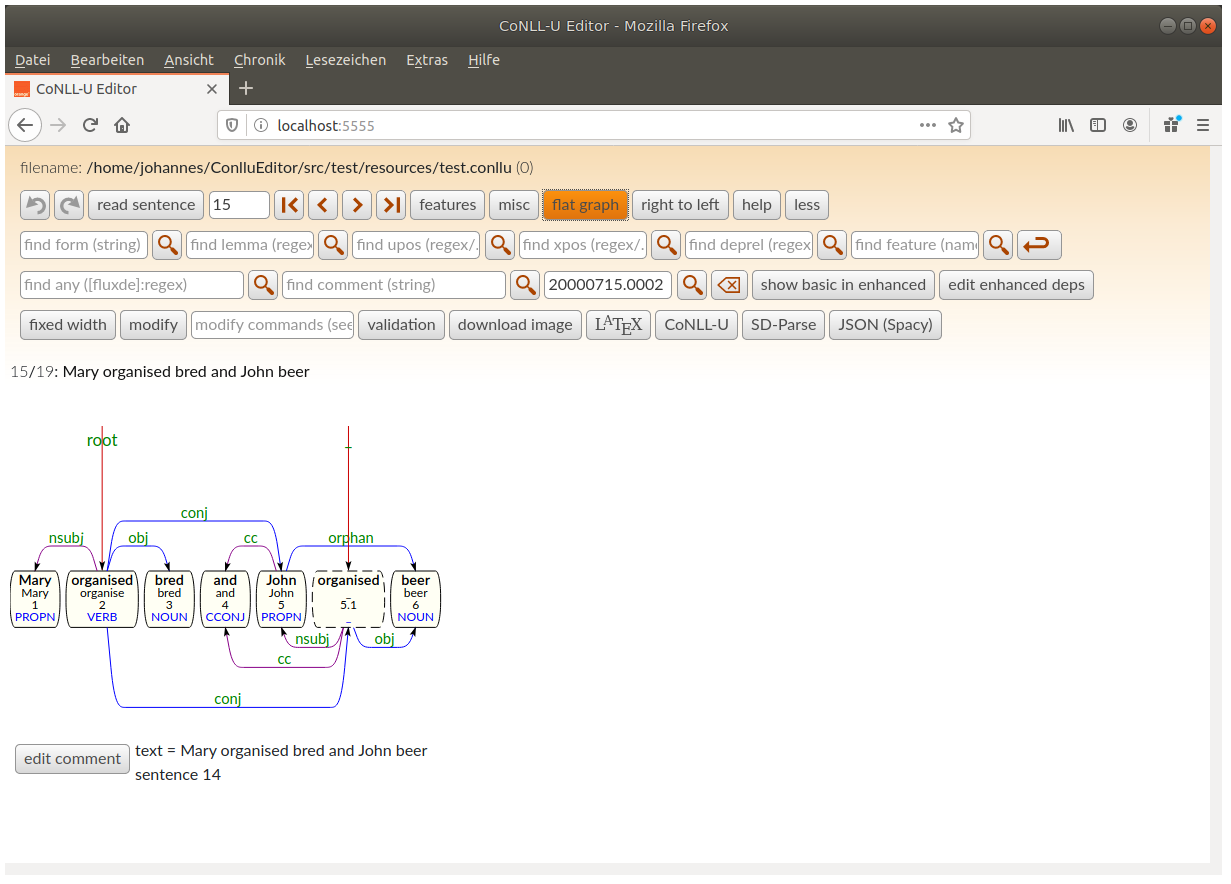 CoNLL-U Editor - Mozilla Firefox
Datei Bearbeiten Ansicht Chronik Lesezeichen Extras Hilfe
CoNLL-U Editor
localhost:5555
filename: /home/johannes/ConlluEditor/src/test/resources/test.conllu (0)
read sentence 15 features misc flat graph right to left help less
find form (string) find lemma (regex find upos (regex/. find xpos (regex/. find deprel (regex find feature (name
find any ([fluxde]:regex) find comment (string) 20000715.0002 show basic in enhanced edit enhanced deps
fixed width modify modify commands (see validation download image LATEX CoNLL-U SD-Parse JSON (Spacy)
15/19: Mary organised bred and John beer
root _
conj
nsubj obj cc orphan
Mary organised bred and John organised beer
Mary organise bred and John _ beer
1 2 3 4 5 5.1 6
PROPN VERB NOUN CCONJ PROPN _ NOUN
nsubj obj
cc
conj
edit comment text = Mary organised bred and John beer
sentence 14